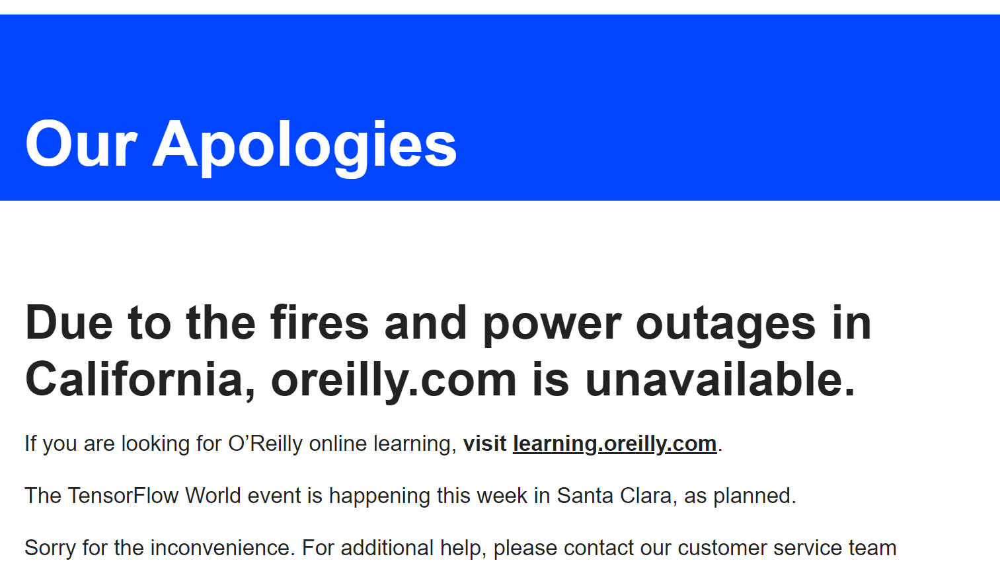 Our Apologies
Due to the fires and power outages in
California, oreilly.com is unavailable.
If you are looking for O’Reilly online learning, visit learning.oreilly.com.
The TensorFlow World event is happening this week in Santa Clara, as planned.
Sorry for the inconvenience. For additional help, please contact our customer service team